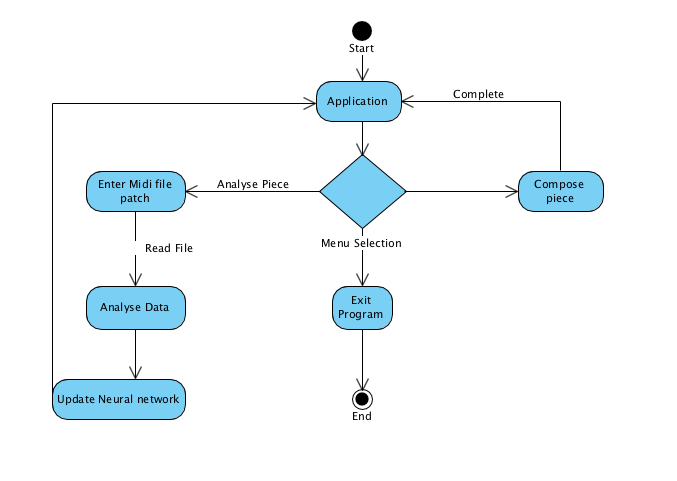 Start
Application
Complete
Enter Midi file
patch
Analyse Piece
Compose
piece
Menu Selection
Read File
Analyse Data
Exit
Program
Update Neural network
End